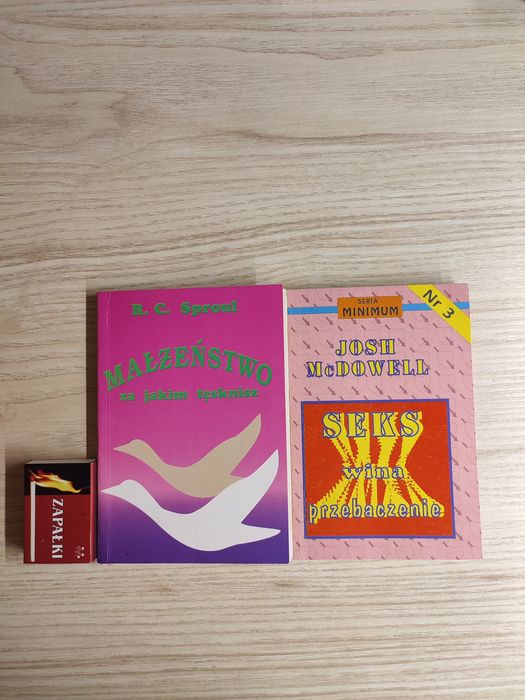 R. C. Sproul
MAŁŻEŃSTWO
za jakim tęsknisz
SERIA
MINIMUM
Nr 3
JOSH
McDOWELL
SEKS
wina
przebaczenie
ZAPAŁKI